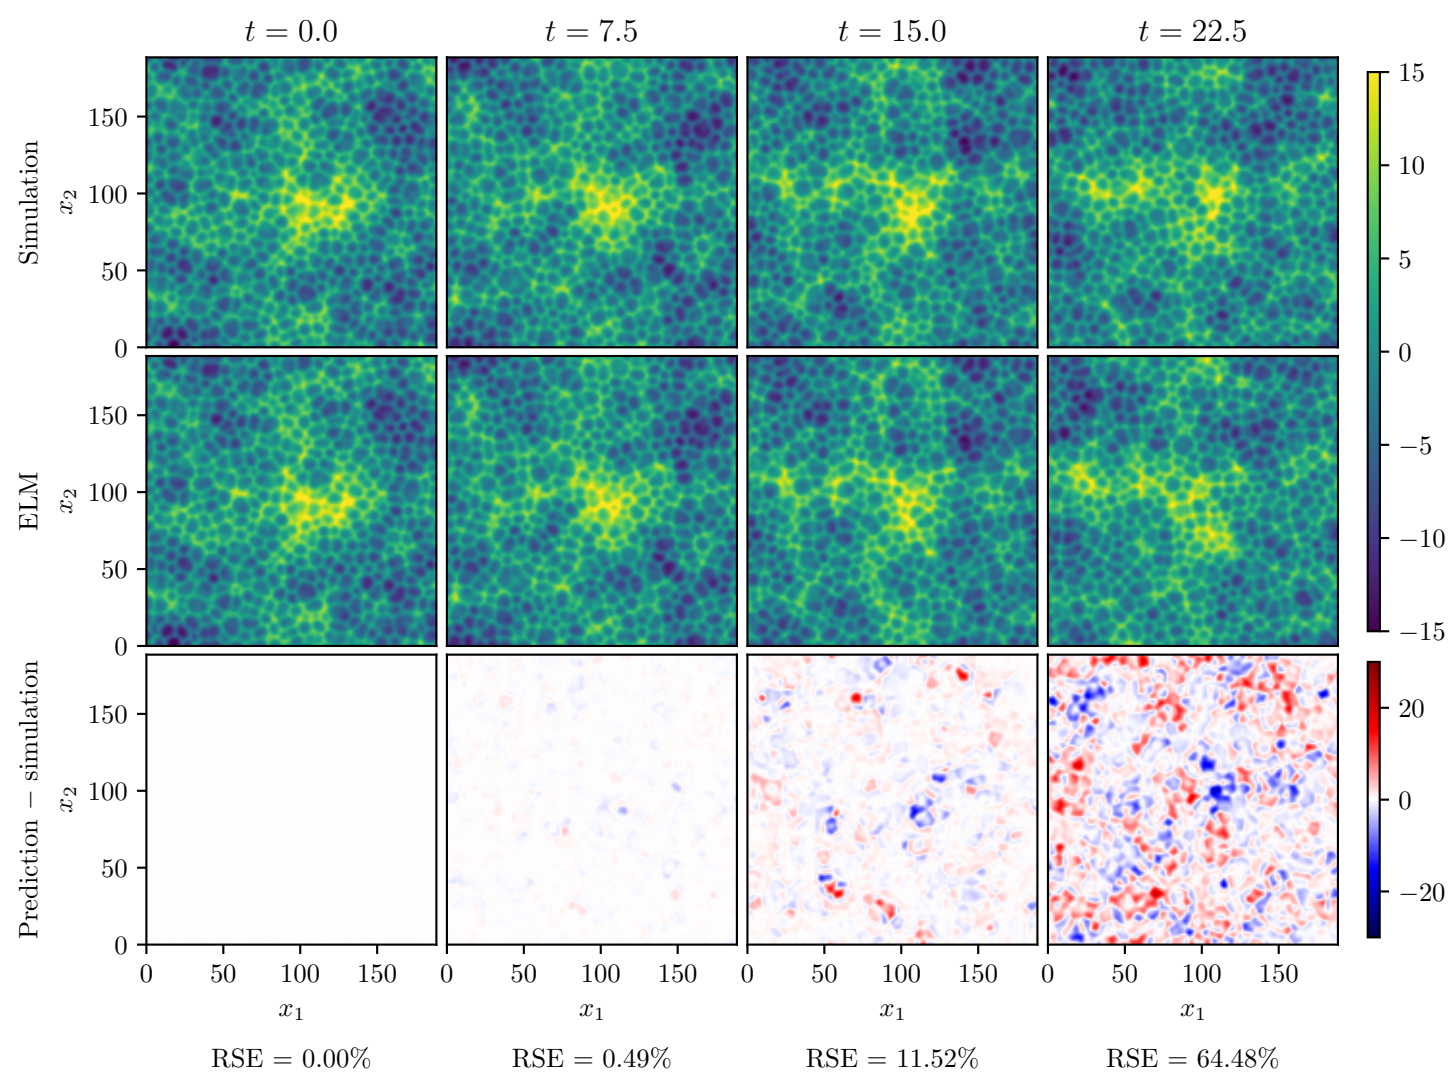 t = 0.0 t = 7.5 t = 15.0 t = 22.5
Simulation
x₂
150
100
50
0
15
10
5
0
−5
−10
−15
ELM
x₂
150
100
50
0
Prediction − simulation
x₂
150
100
50
0
20
0
−20
0 50 100 150 0 50 100 150 0 50 100 150 0 50 100 150
x₁ x₁ x₁ x₁
RSE = 0.00% RSE = 0.49% RSE = 11.52% RSE = 64.48%